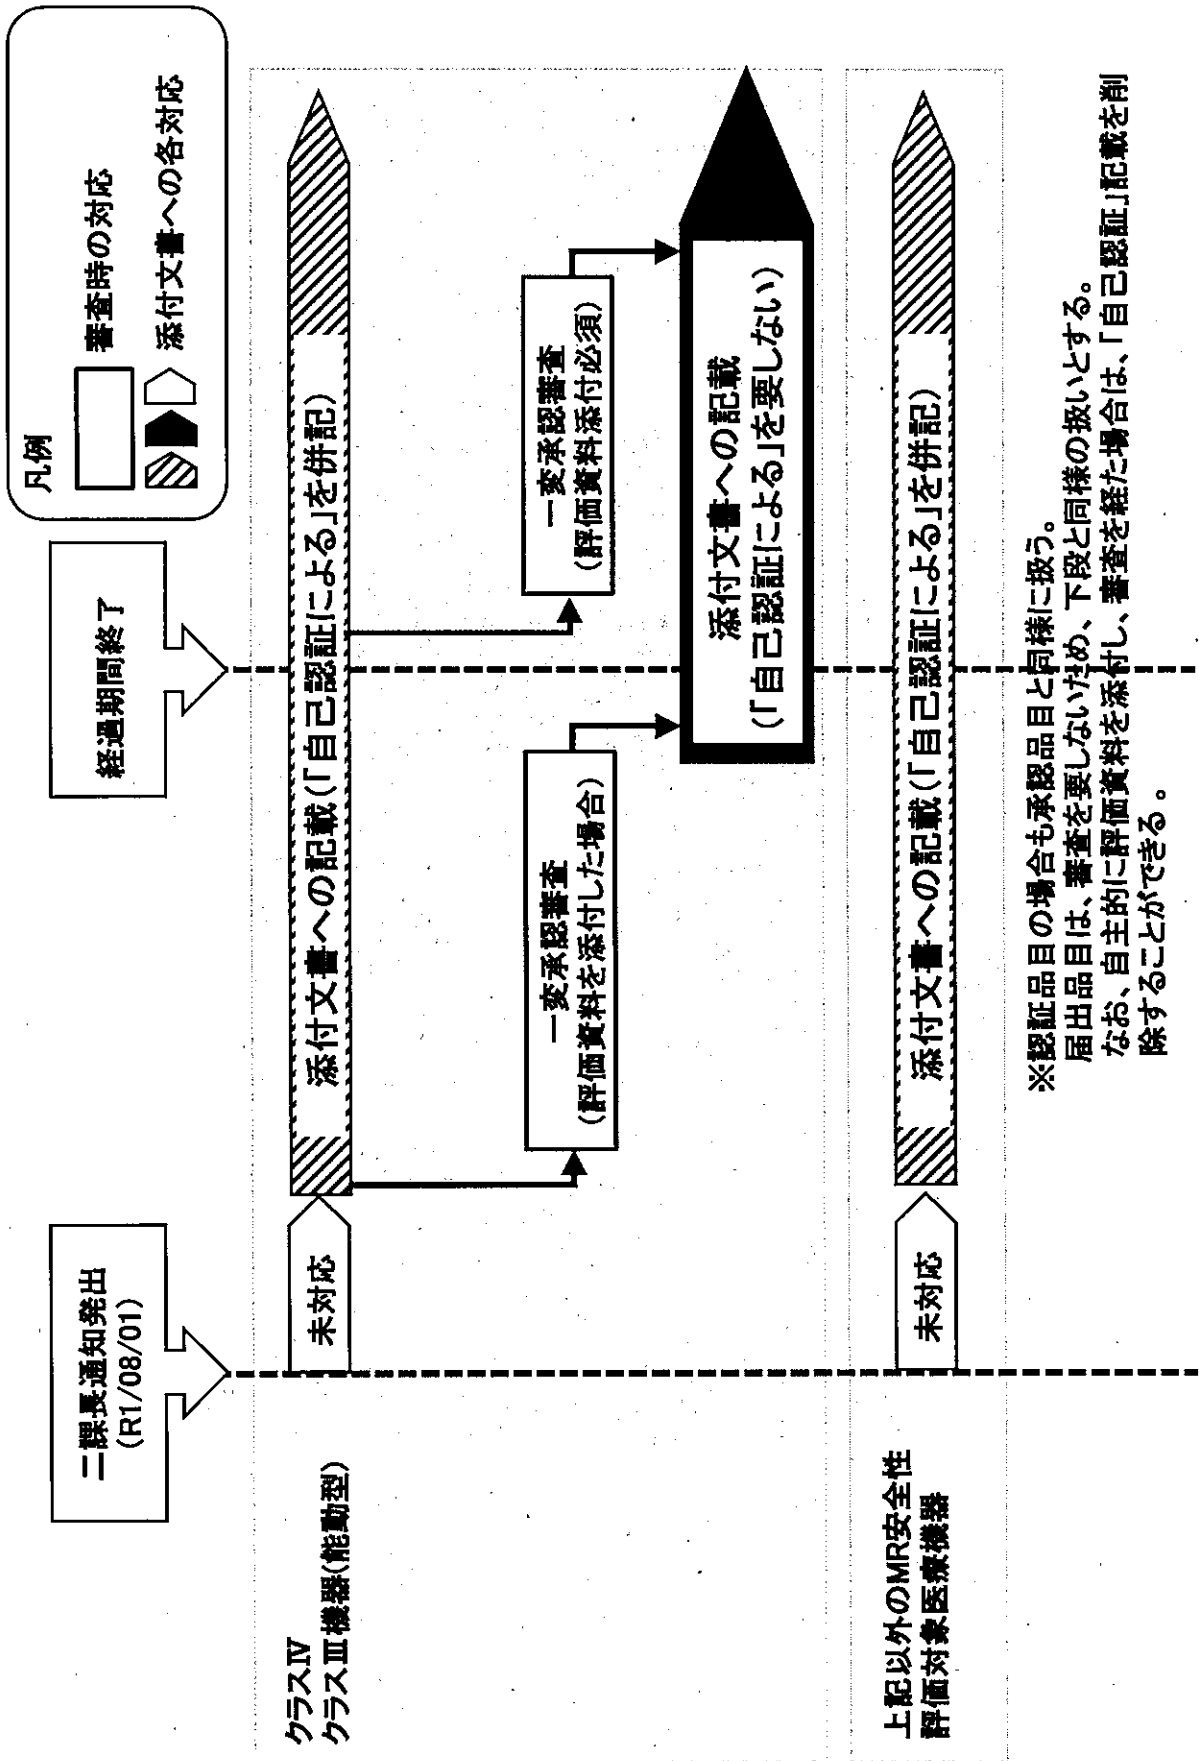 凡例
審査時の対応
添付文書への各対応
二課長通知発出
(R1/08/01)
経過期間終了
クラスⅣ
クラスⅢ機器(能動型)
未対応
添付文書への記載(「自己認証による」を併記)
一変承認審査
(評価資料を添付した場合)
一変承認審査
(評価資料添付必須)
添付文書への記載
(「自己認証による」を要しない)
上記以外のMR安全性
評価対象医療機器
未対応
添付文書への記載(「自己認証による」を併記)
※認証品目の場合も承認品目と同様に扱う。
届出品目は、審査を要しないため、下段と同様の扱いとする。
なお、自主的に評価資料を添付し、審査を経た場合は、「自己認証」記載を削
除することができる。